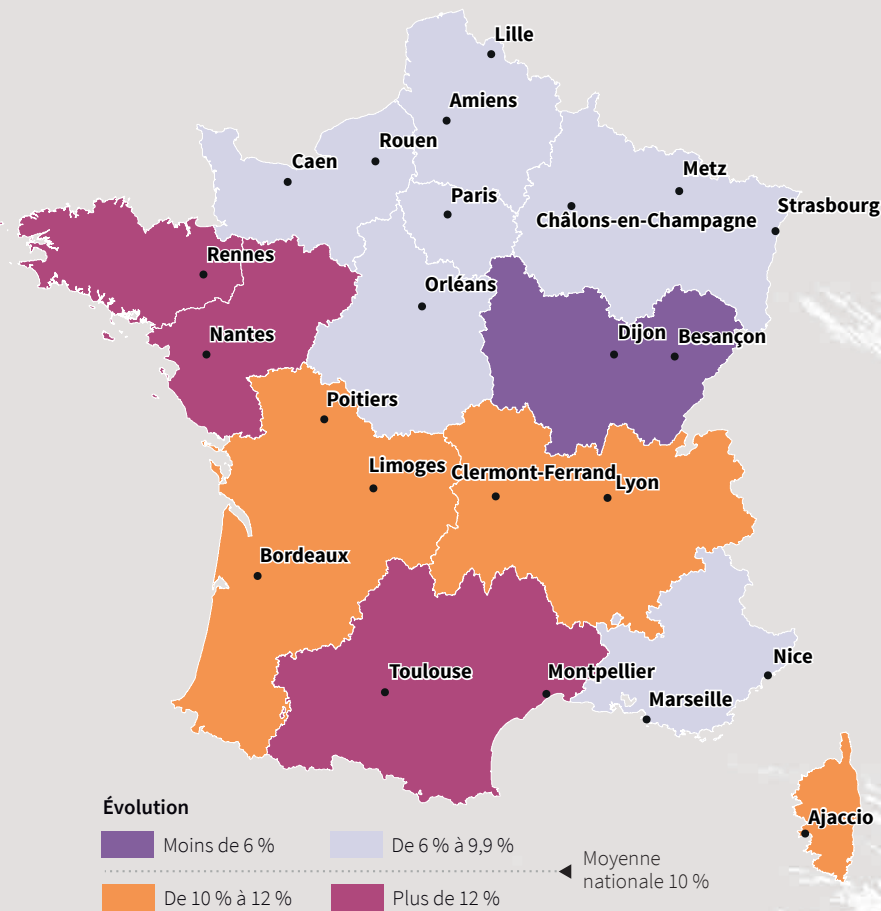 Lille
Amiens
Rouen
Caen
Metz
Paris
Strasbourg
Châlons-en-Champagne
Rennes
Orléans
Nantes
Dijon
Besançon
Poitiers
Limoges
Clermont-Ferrand
Lyon
Bordeaux
Nice
Toulouse
Montpellier
Marseille
Ajaccio
Évolution
Moins de 6 %
De 6 % à 9,9 %
Moyenne
nationale 10 %
De 10 % à 12 %
Plus de 12 %